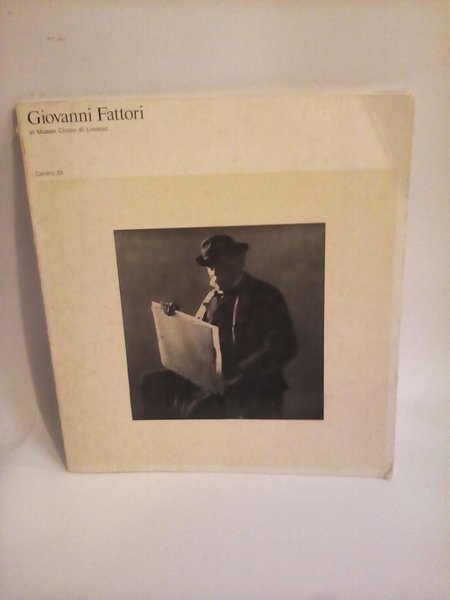 Giovanni Fattori
al Museo Civico di Livorno
Centro Di